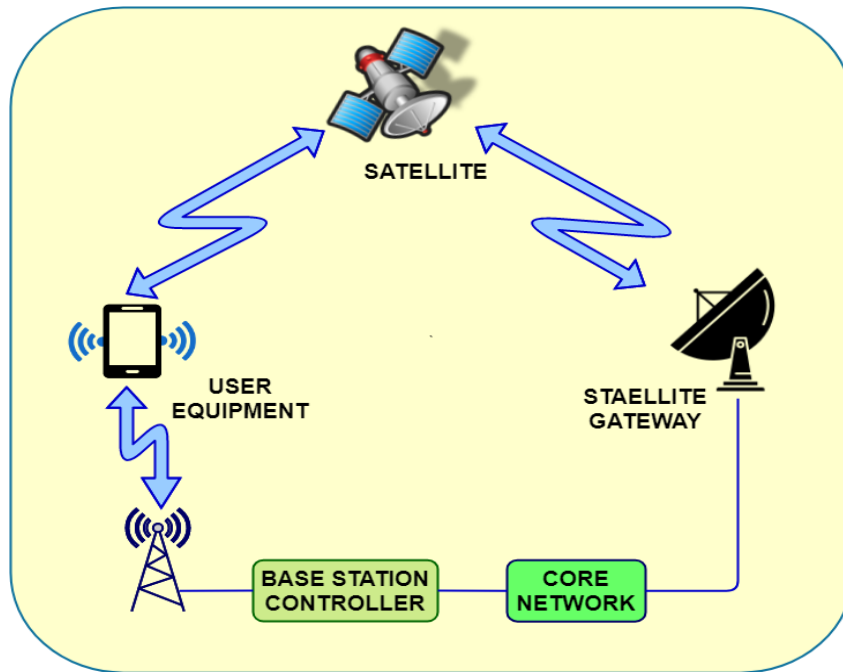 SATELLITE
USER
EQUIPMENT
STAELLITE
GATEWAY
BASE STATION
CONTROLLER
CORE
NETWORK